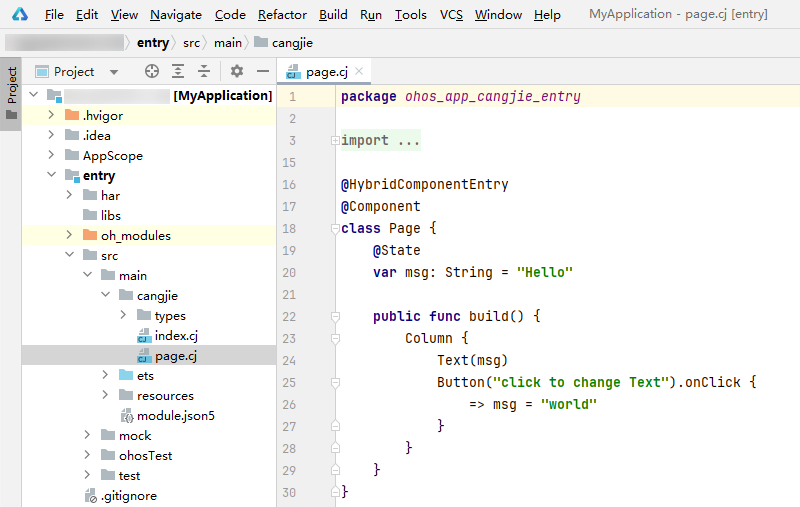 File Edit View Navigate Code Refactor Build Run Tools VCS Window Help MyApplication - page.cj [entry]
entry src main cangjie
Project
Project
page.cj
[MyApplication]
.hvigor
.idea
AppScope
entry
har
libs
oh_modules
src
main
cangjie
types
index.cj
page.cj
ets
resources
module.json5
mock
ohosTest
test
.gitignore
1 package ohos_app_cangjie_entry
2
3 import ...
15
16 @HybridComponentEntry
17 @Component
18 class Page {
19 @State
20 var msg: String = "Hello"
21
22 public func build() {
23 Column {
24 Text(msg)
25 Button("click to change Text").onClick {
26 => msg = "world"
27 }
28 }
29 }
30 }